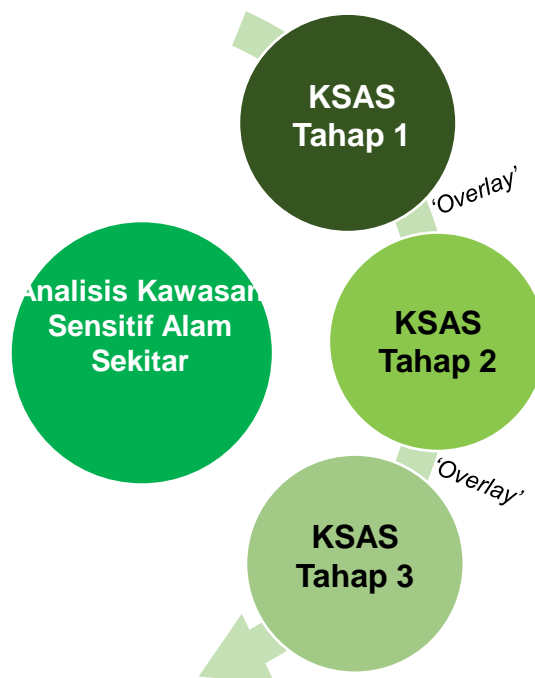 KSAS
Tahap 1
'Overlay'
Analisis Kawasan
Sensitif Alam
Sekitar
KSAS
Tahap 2
'Overlay'
KSAS
Tahap 3